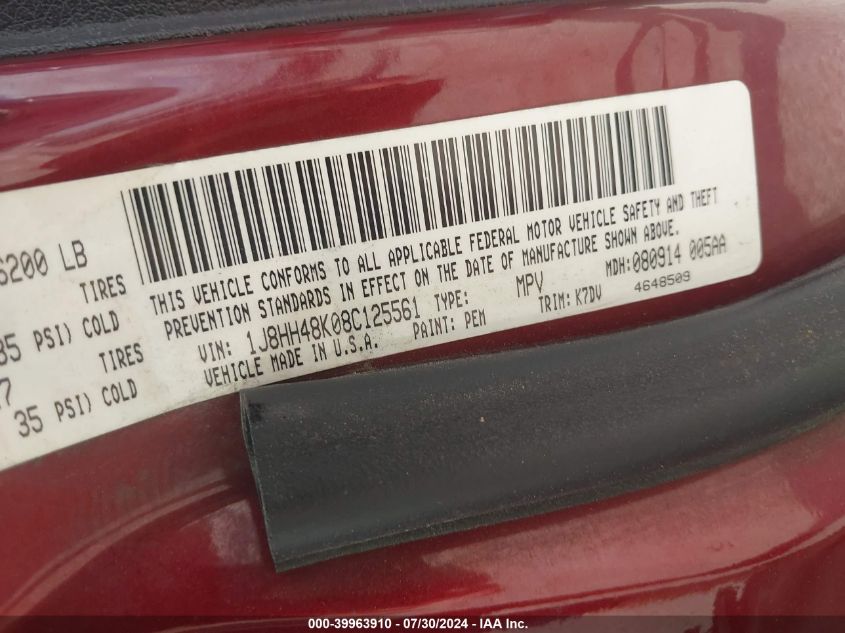 6200 LB
TIRES
35 PSI) COLD
TIRES
35 PSI) COLD
THIS VEHICLE CONFORMS TO ALL APPLICABLE FEDERAL MOTOR VEHICLE SAFETY AND THEFT
PREVENTION STANDARDS IN EFFECT ON THE DATE OF MANUFACTURE SHOWN ABOVE.
VIN: 1J8HH48K08C125561 TYPE: MPV MDH:080914 005AA
VEHICLE MADE IN U.S.A. PAINT: PEM TRIM: K7DV 4648509
000-39963910 - 07/30/2024 - IAA Inc.